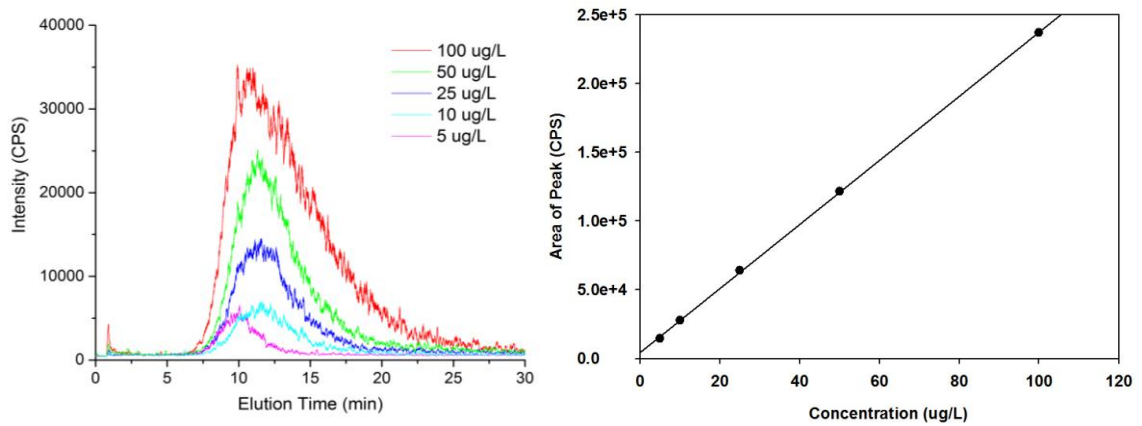 40000
30000
20000
10000
0
Intensity (CPS)
100 ug/L
50 ug/L
25 ug/L
10 ug/L
5 ug/L
0 5 10 15 20 25 30
Elution Time (min)
2.5e+5
2.0e+5
1.5e+5
1.0e+5
5.0e+4
0.0
Area of Peak (CPS)
0 20 40 60 80 100 120
Concentration (ug/L)